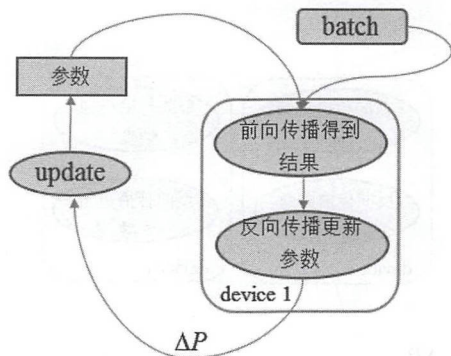 batch
参数
前向传播得到
结果
update
反向传播更新
参数
device 1
ΔP